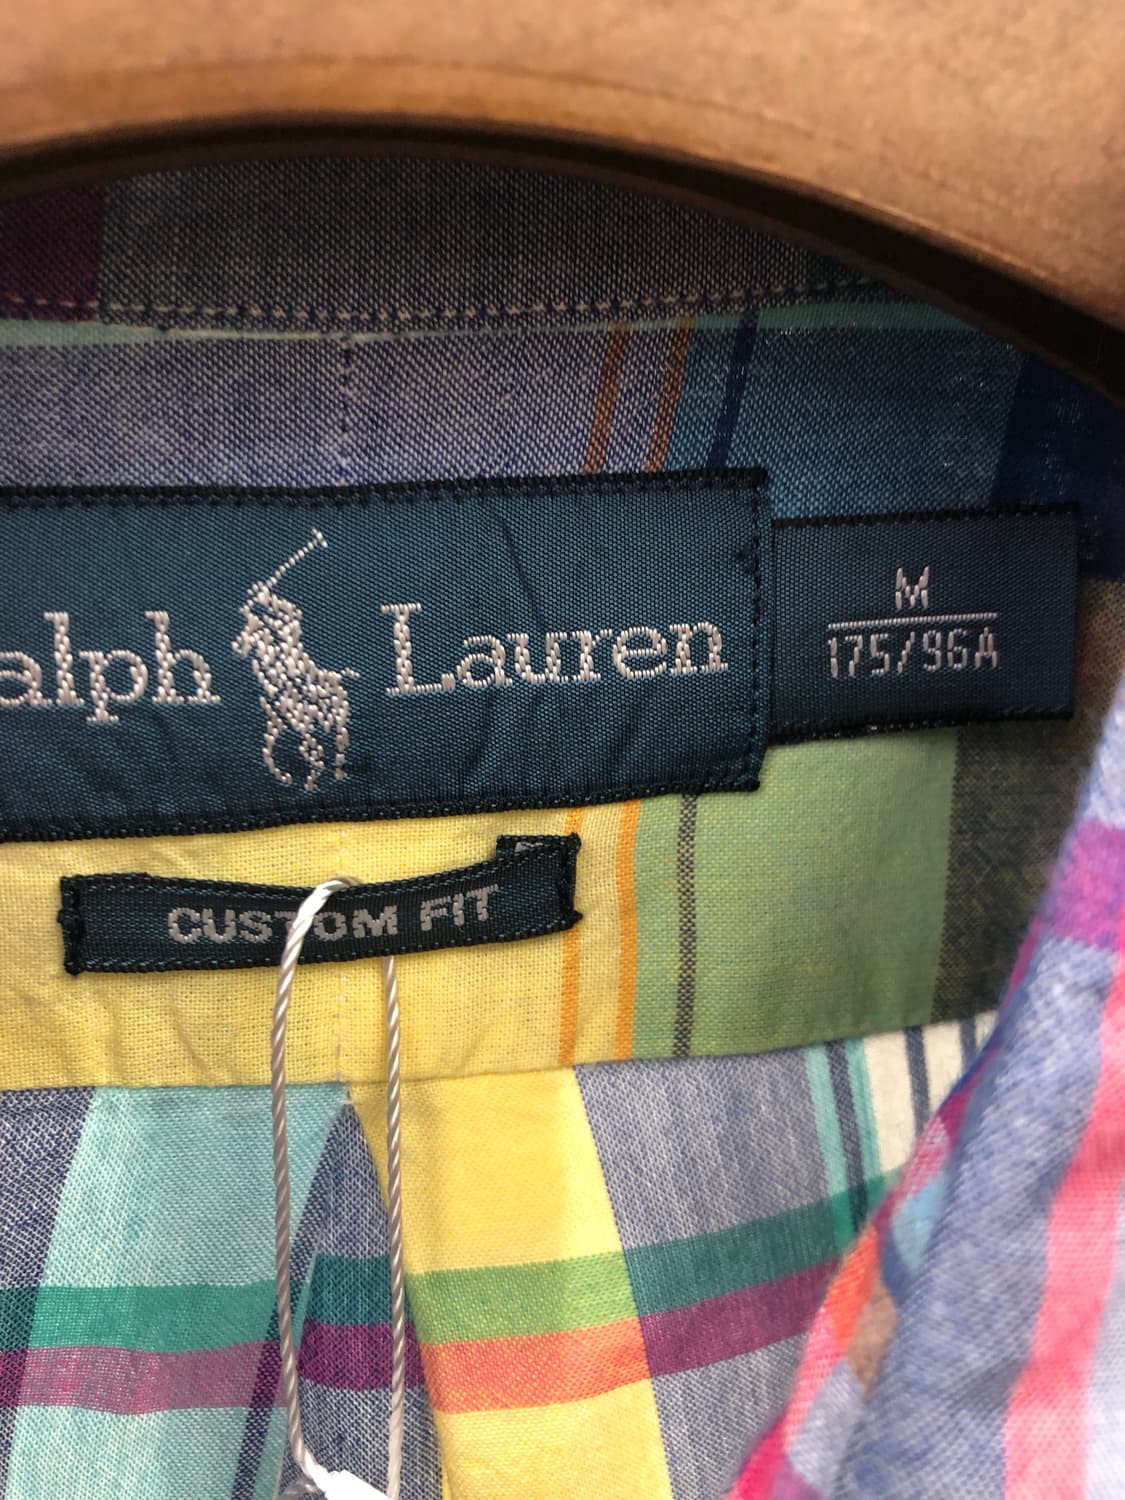 alph Lauren
M
175/96A
CUSTOM FIT